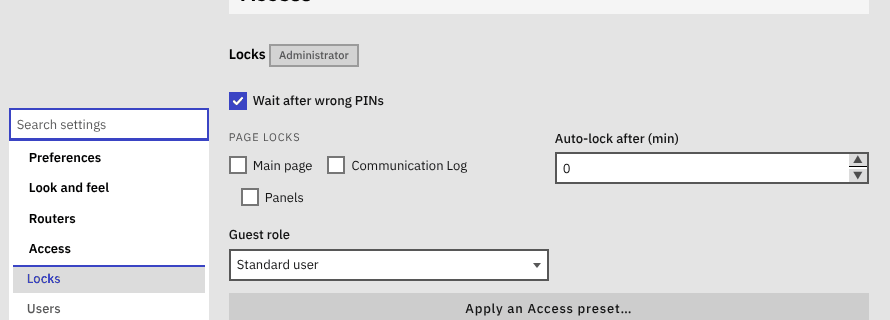 Locks Administrator
Wait after wrong PINs
Search settings
Preferences
Look and feel
Routers
Access
Locks
Users
PAGE LOCKS
Main page
Communication Log
Panels
Auto-lock after (min)
0
Guest role
Standard user
Apply an Access preset...